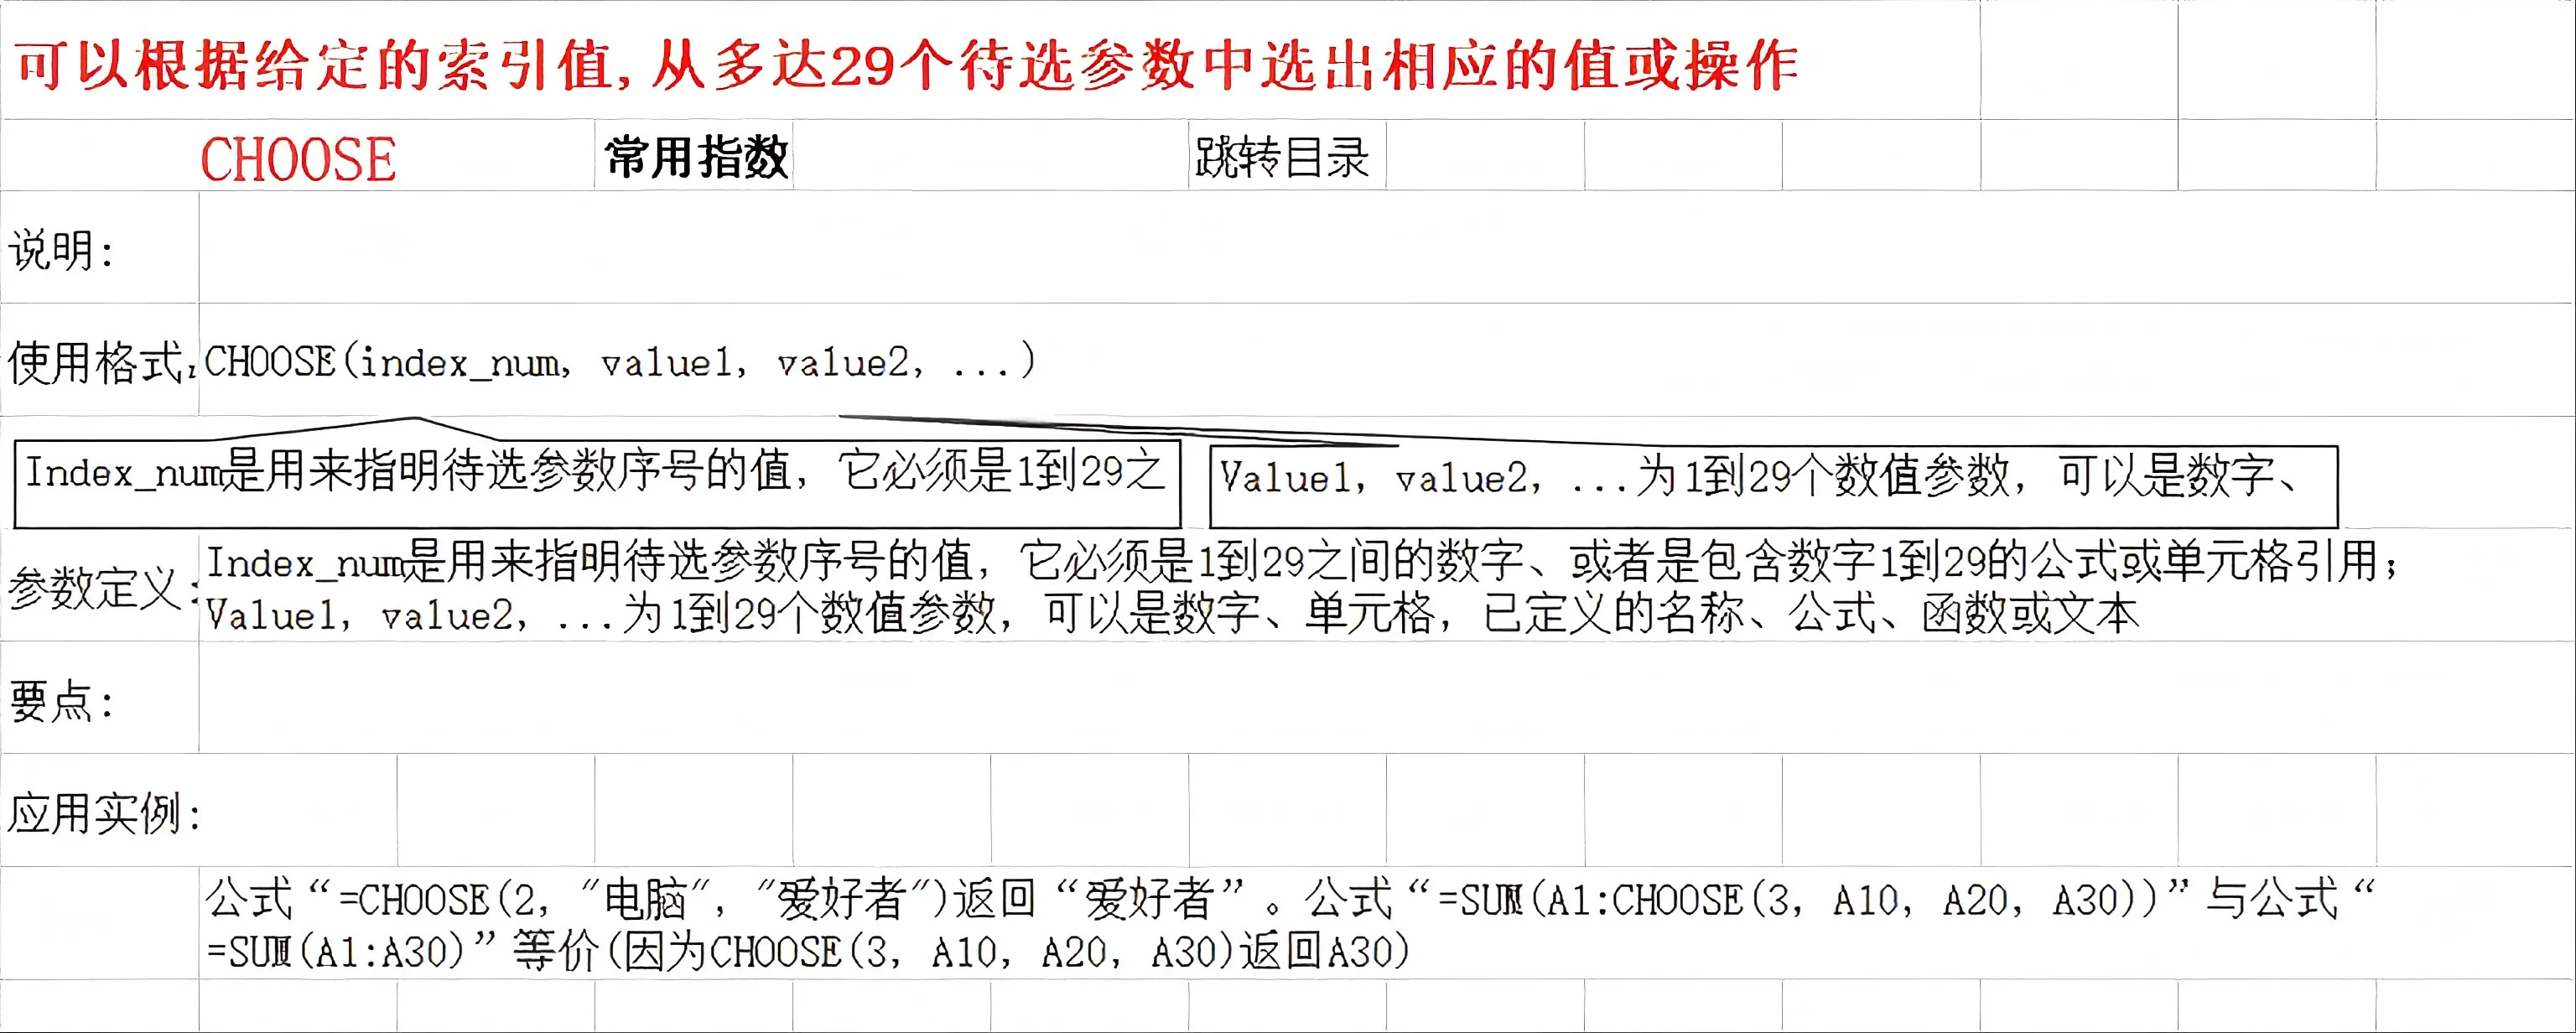 可以根据给定的索引值,从多达29个待选参数中选出相应的值或操作
CHOOSE 常用指数 跳转目录
说明:
使用格式: CHOOSE(index_num, value1, value2, ...)
Index_num是用来指明待选参数序号的值, 它必须是1到29之
Value1, value2, ...为1到29个数值参数, 可以是数字、
参数定义:
Index_num是用来指明待选参数序号的值, 它必须是1到29之间的数字、或者是包含数字1到29的公式或单元格引用;
Value1, value2, ...为1到29个数值参数, 可以是数字、单元格, 已定义的名称、公式、函数或文本
要点:
应用实例:
公式“=CHOOSE(2, "电脑", "爱好者")返回“爱好者”。公式“=SUM(A1:CHOOSE(3, A10, A20, A30))”与公式“
=SUM(A1:A30)”等价(因为CHOOSE(3, A10, A20, A30)返回A30)